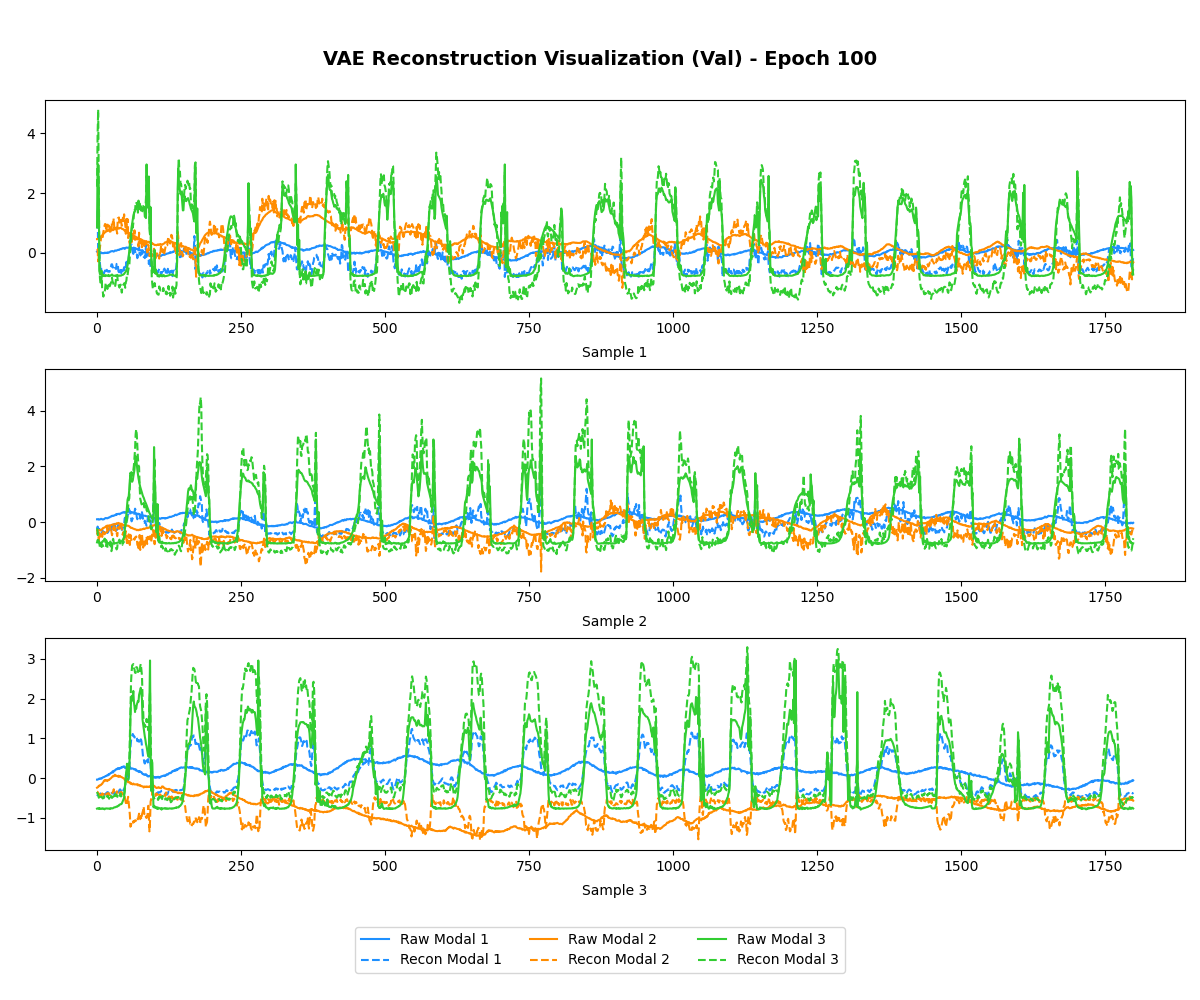 VAE Reconstruction Visualization (Val) - Epoch 100
4
2
0
0 250 500 750 1000 1250 1500 1750
Sample 1
4
2
0
−2
0 250 500 750 1000 1250 1500 1750
Sample 2
3
2
1
0
−1
0 250 500 750 1000 1250 1500 1750
Sample 3
Raw Modal 1 Raw Modal 2 Raw Modal 3
Recon Modal 1 Recon Modal 2 Recon Modal 3